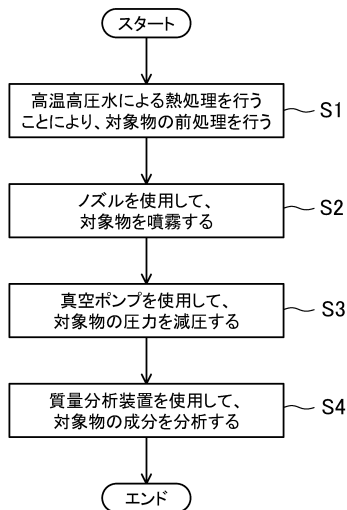 スタート
高温高圧水による熱処理を行う
ことにより、対象物の前処理を行う
S1
ノズルを使用して、
対象物を噴霧する
S2
真空ポンプを使用して、
対象物の圧力を減圧する
S3
質量分析装置を使用して、
対象物の成分を分析する
S4
エンド